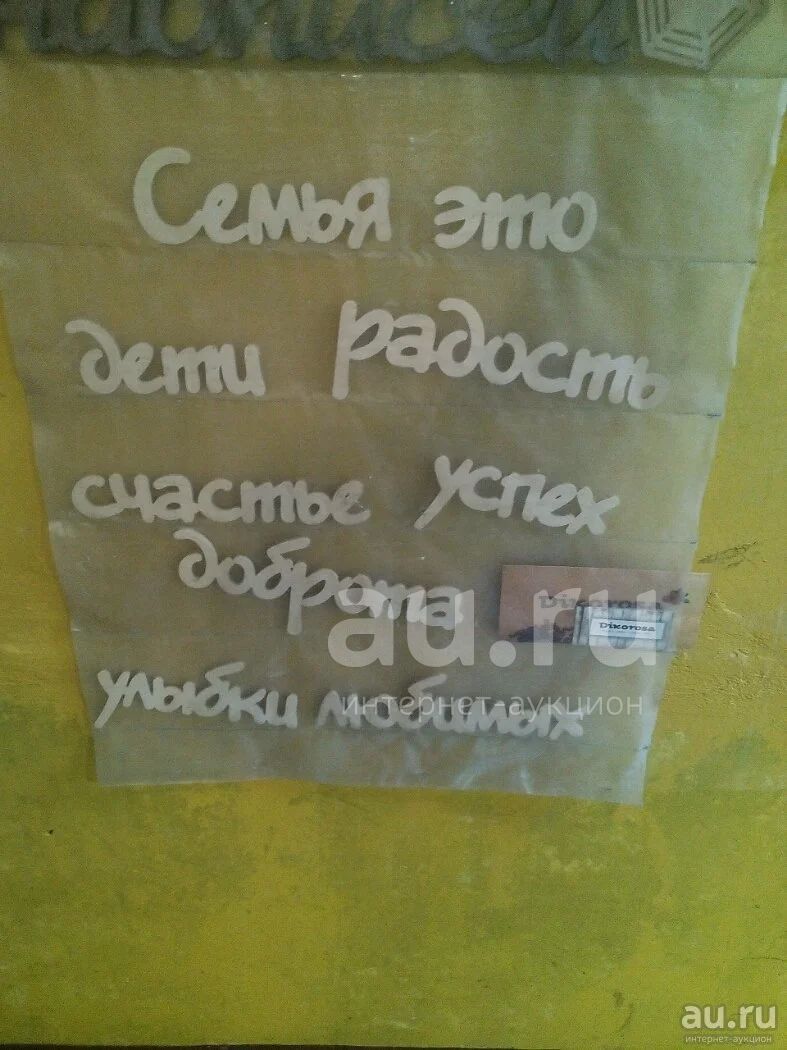 Семья это
дети радость
счастье успех
доброта
Dikorosa
улыбки любимых
au.ru
интернет-аукцион
au.ru
интернет-аукцион